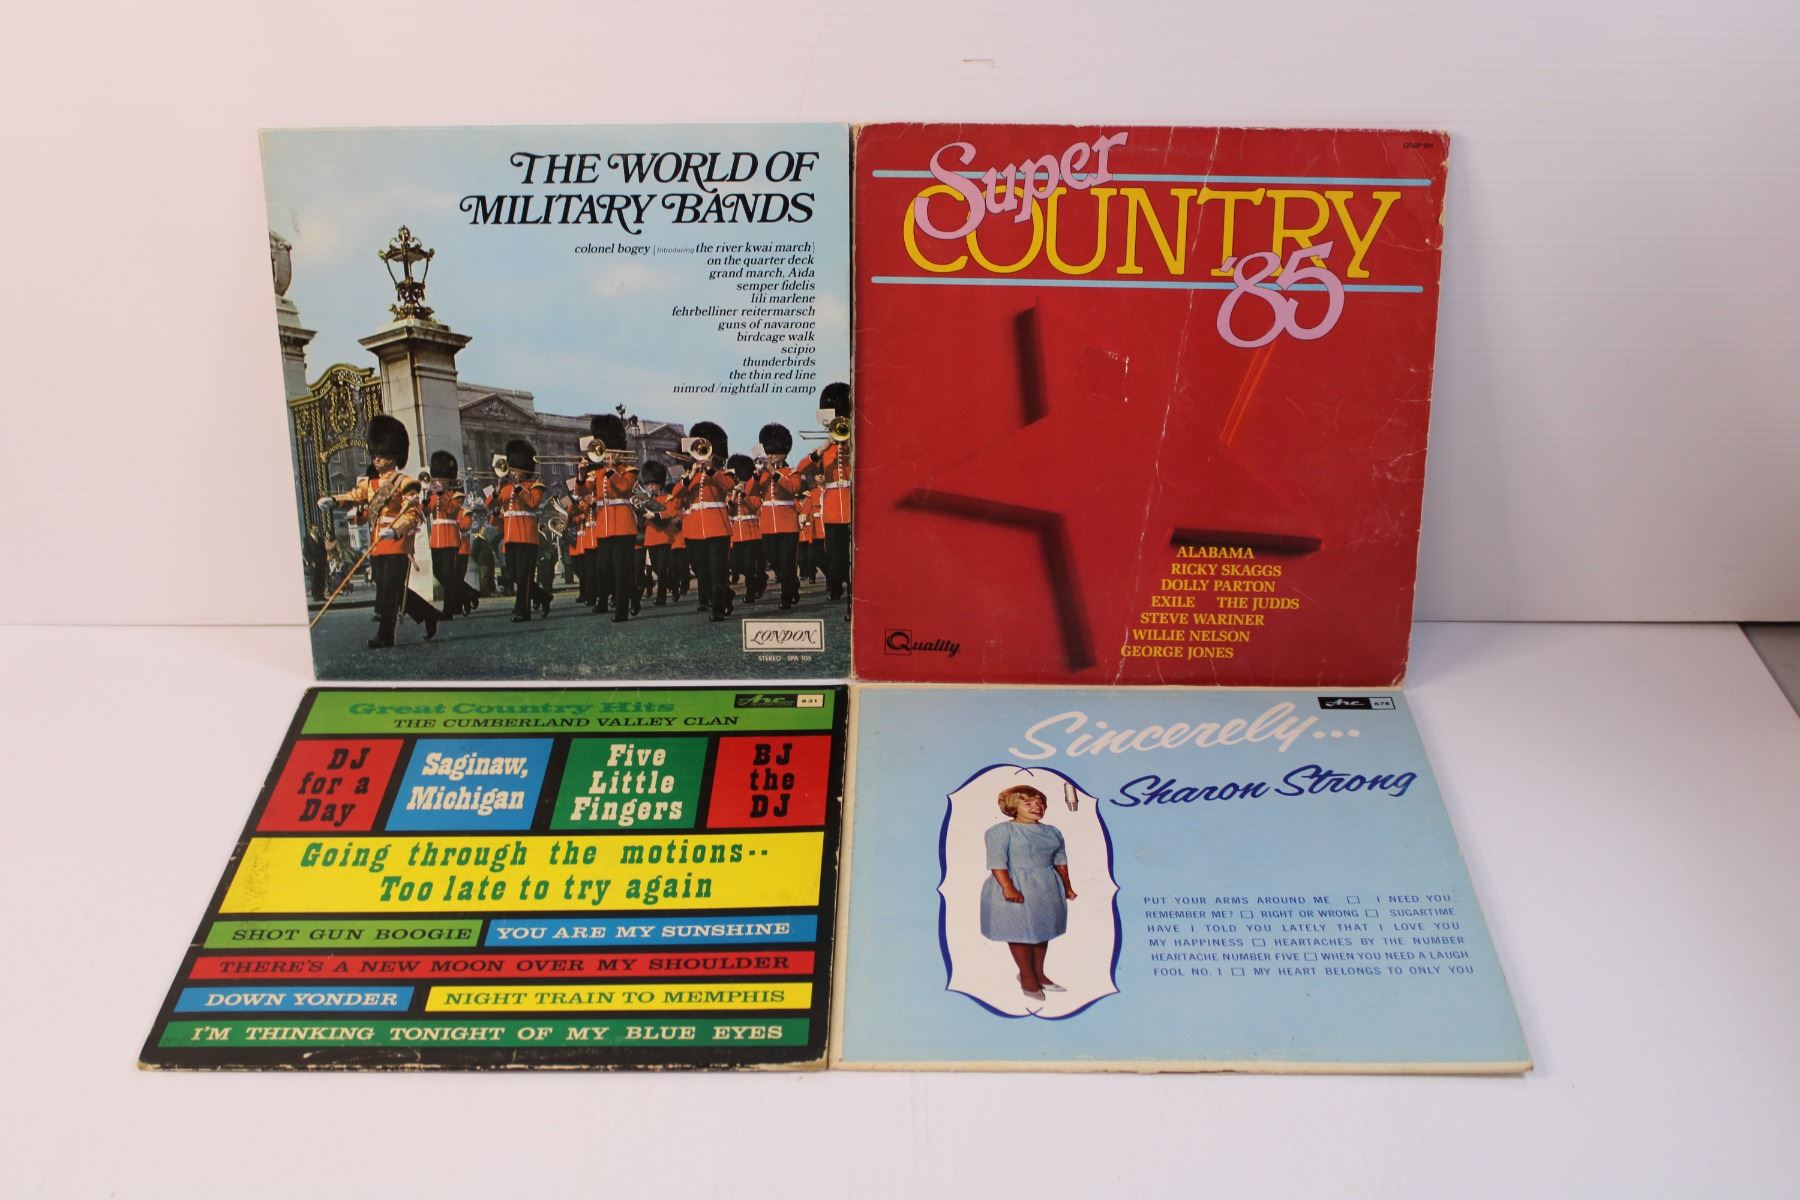 THE WORLD OF
MILITARY BANDS
colonel bogey (Introducing the river kwai march)
on the quarter deck
grand march, Aïda
semper fidelis
lili marlene
fehrbelliner reitermarsch
guns of navarone
birdcage walk
scipio
thunderbirds
the thin red line
nimrod/nightfall in camp
LONDON
STEREO SPA 105
Super
COUNTRY
'85
ALABAMA
RICKY SKAGGS
DOLLY PARTON
EXILE THE JUDDS
STEVE WARINER
WILLIE NELSON
GEORGE JONES
Quality
Great Country Hits
Arc 831
THE CUMBERLAND VALLEY CLAN
DJ
for a
Day
Saginaw,
Michigan
Five
Little
Fingers
BJ
the
DJ
Going through the motions--
Too late to try again
SHOT GUN BOOGIE
YOU ARE MY SUNSHINE
THERE'S A NEW MOON OVER MY SHOULDER
DOWN YONDER
NIGHT TRAIN TO MEMPHIS
I'M THINKING TONIGHT OF MY BLUE EYES
Arc 678
Sincerely...
Sharon Strong
PUT YOUR ARMS AROUND ME □ I NEED YOU
REMEMBER ME? □ RIGHT OR WRONG □ SUGARTIME
HAVE I TOLD YOU LATELY THAT I LOVE YOU
MY HAPPINESS □ HEARTACHES BY THE NUMBER
HEARTACHE NUMBER FIVE □ WHEN YOU NEED A LAUGH
FOOL NO. 1 □ MY HEART BELONGS TO ONLY YOU